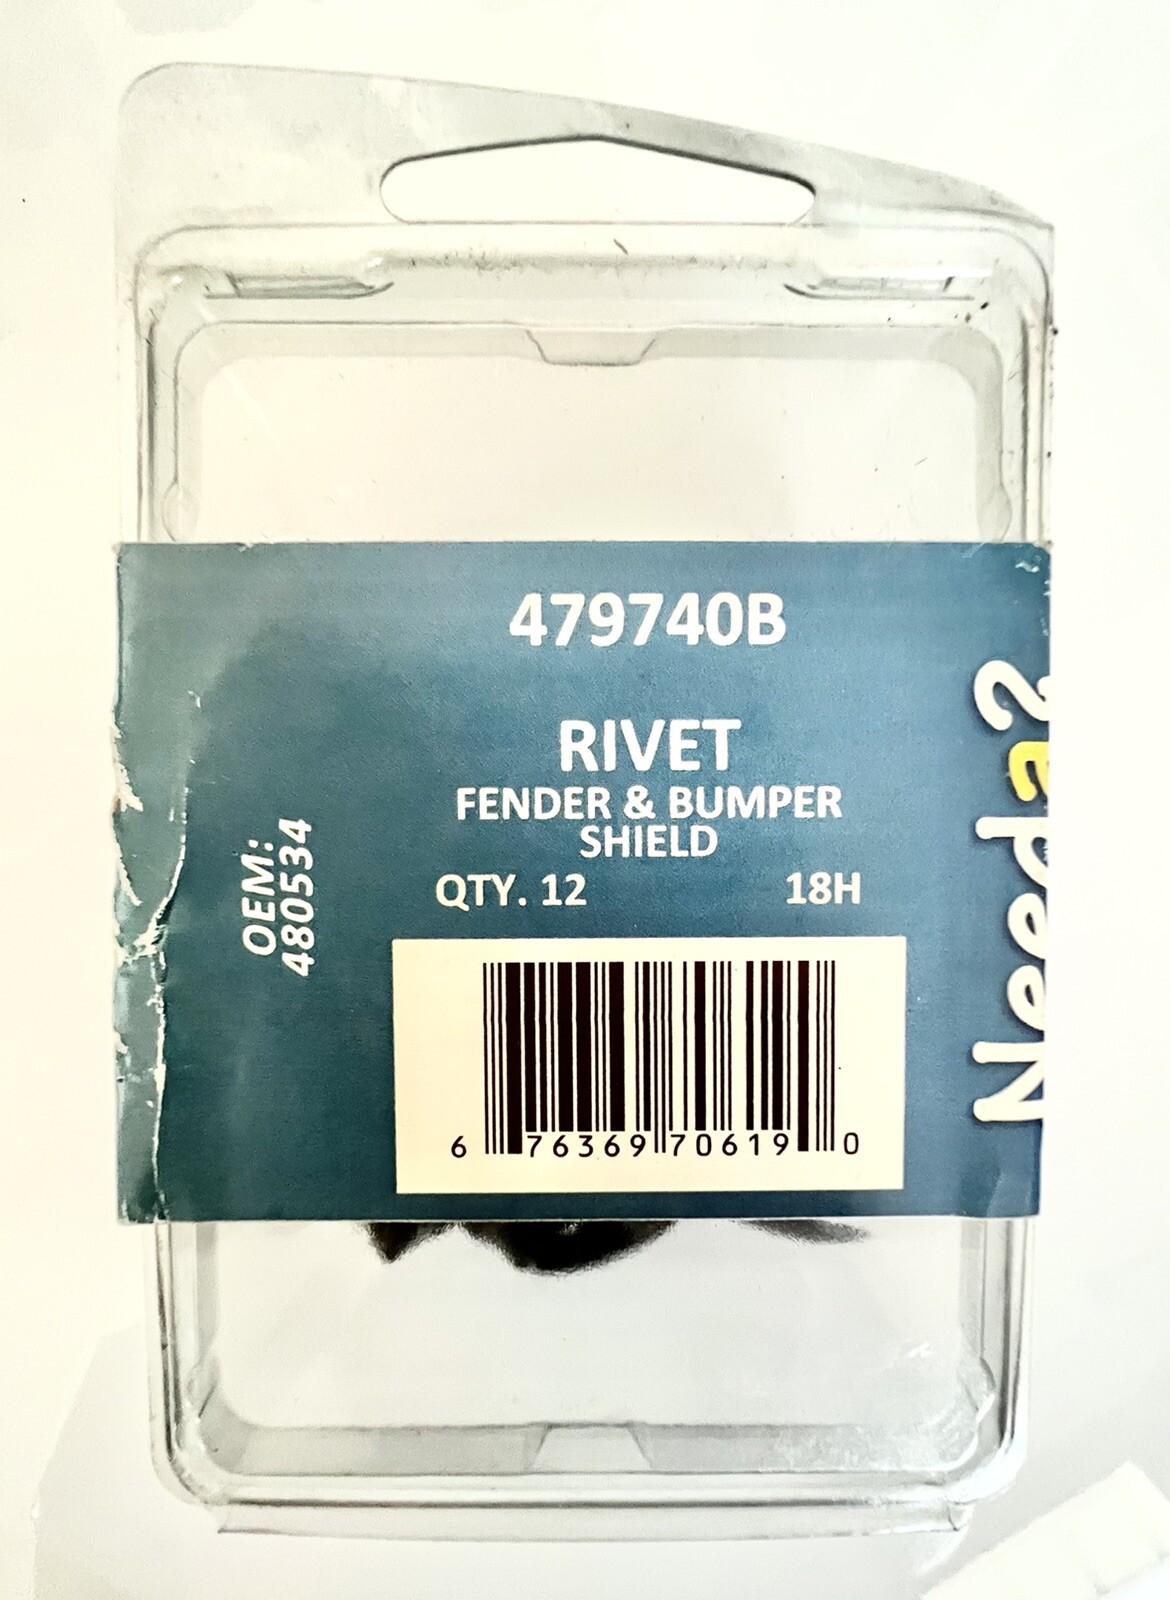 479740B
RIVET
FENDER & BUMPER
SHIELD
QTY. 12 18H
OEM:
480534
6 76369 70619 0
Need a?